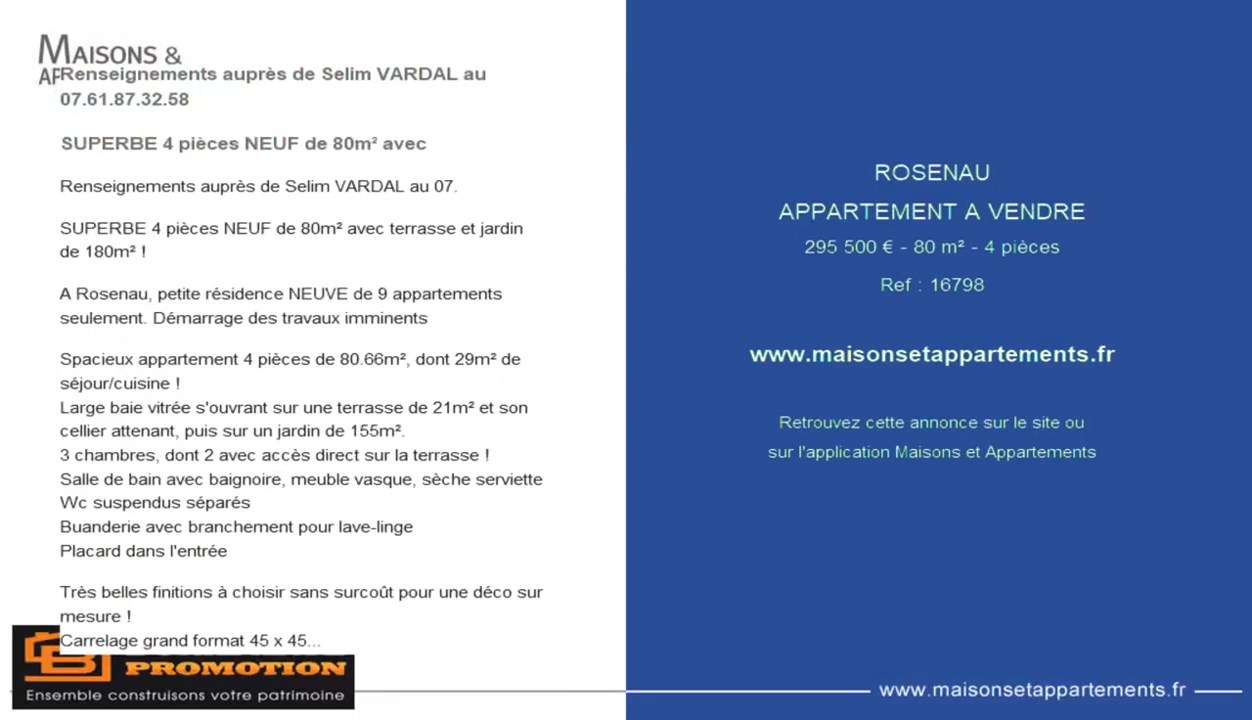 MAISONS &
AP
Renseignements auprès de Selim VARDAL au
07.61.87.32.58
SUPERBE 4 pièces NEUF de 80m² avec
Renseignements auprès de Selim VARDAL au 07.
SUPERBE 4 pièces NEUF de 80m² avec terrasse et jardin
de 180m² !
A Rosenau, petite résidence NEUVE de 9 appartements
seulement. Démarrage des travaux imminents
Spacieux appartement 4 pièces de 80.66m², dont 29m² de
séjour/cuisine !
Large baie vitrée s'ouvrant sur une terrasse de 21m² et son
cellier attenant, puis sur un jardin de 155m².
3 chambres, dont 2 avec accès direct sur la terrasse !
Salle de bain avec baignoire, meuble vasque, sèche serviette
Wc suspendus séparés
Buanderie avec branchement pour lave-linge
Placard dans l'entrée
Très belles finitions à choisir sans surcoût pour une déco sur
mesure !
Carrelage grand format 45 x 45...
PROMOTION
Ensemble construisons votre patrimoine
ROSENAU
APPARTEMENT A VENDRE
295 500 € - 80 m² - 4 pièces
Ref : 16798
www.maisonsetappartements.fr
Retrouvez cette annonce sur le site ou
sur l'application Maisons et Appartements
www.maisonsetappartements.fr